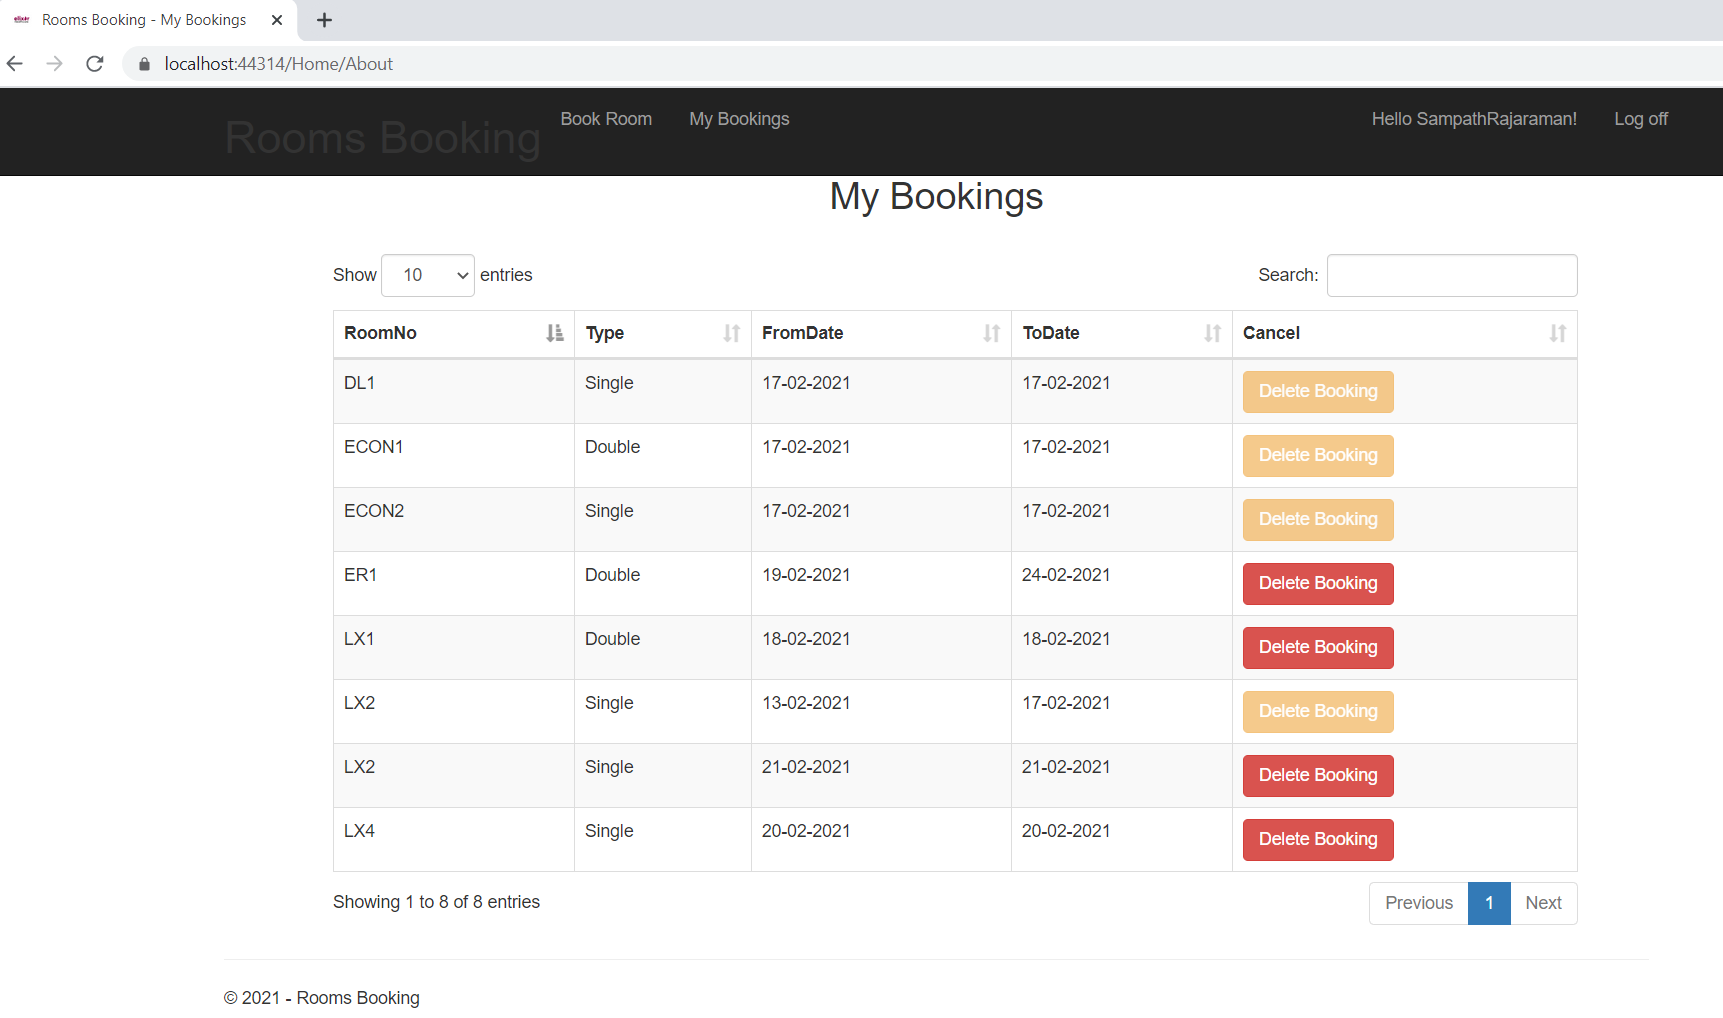 Rooms Booking - My Bookings
localhost:44314/Home/About
Rooms Booking Book Room My Bookings Hello SampathRajaraman! Log off
My Bookings
Show 10 entries Search:
RoomNo Type FromDate ToDate Cancel
DL1 Single 17-02-2021 17-02-2021 Delete Booking
ECON1 Double 17-02-2021 17-02-2021 Delete Booking
ECON2 Single 17-02-2021 17-02-2021 Delete Booking
ER1 Double 19-02-2021 24-02-2021 Delete Booking
LX1 Double 18-02-2021 18-02-2021 Delete Booking
LX2 Single 13-02-2021 17-02-2021 Delete Booking
LX2 Single 21-02-2021 21-02-2021 Delete Booking
LX4 Single 20-02-2021 20-02-2021 Delete Booking
Showing 1 to 8 of 8 entries Previous 1 Next
© 2021 - Rooms Booking